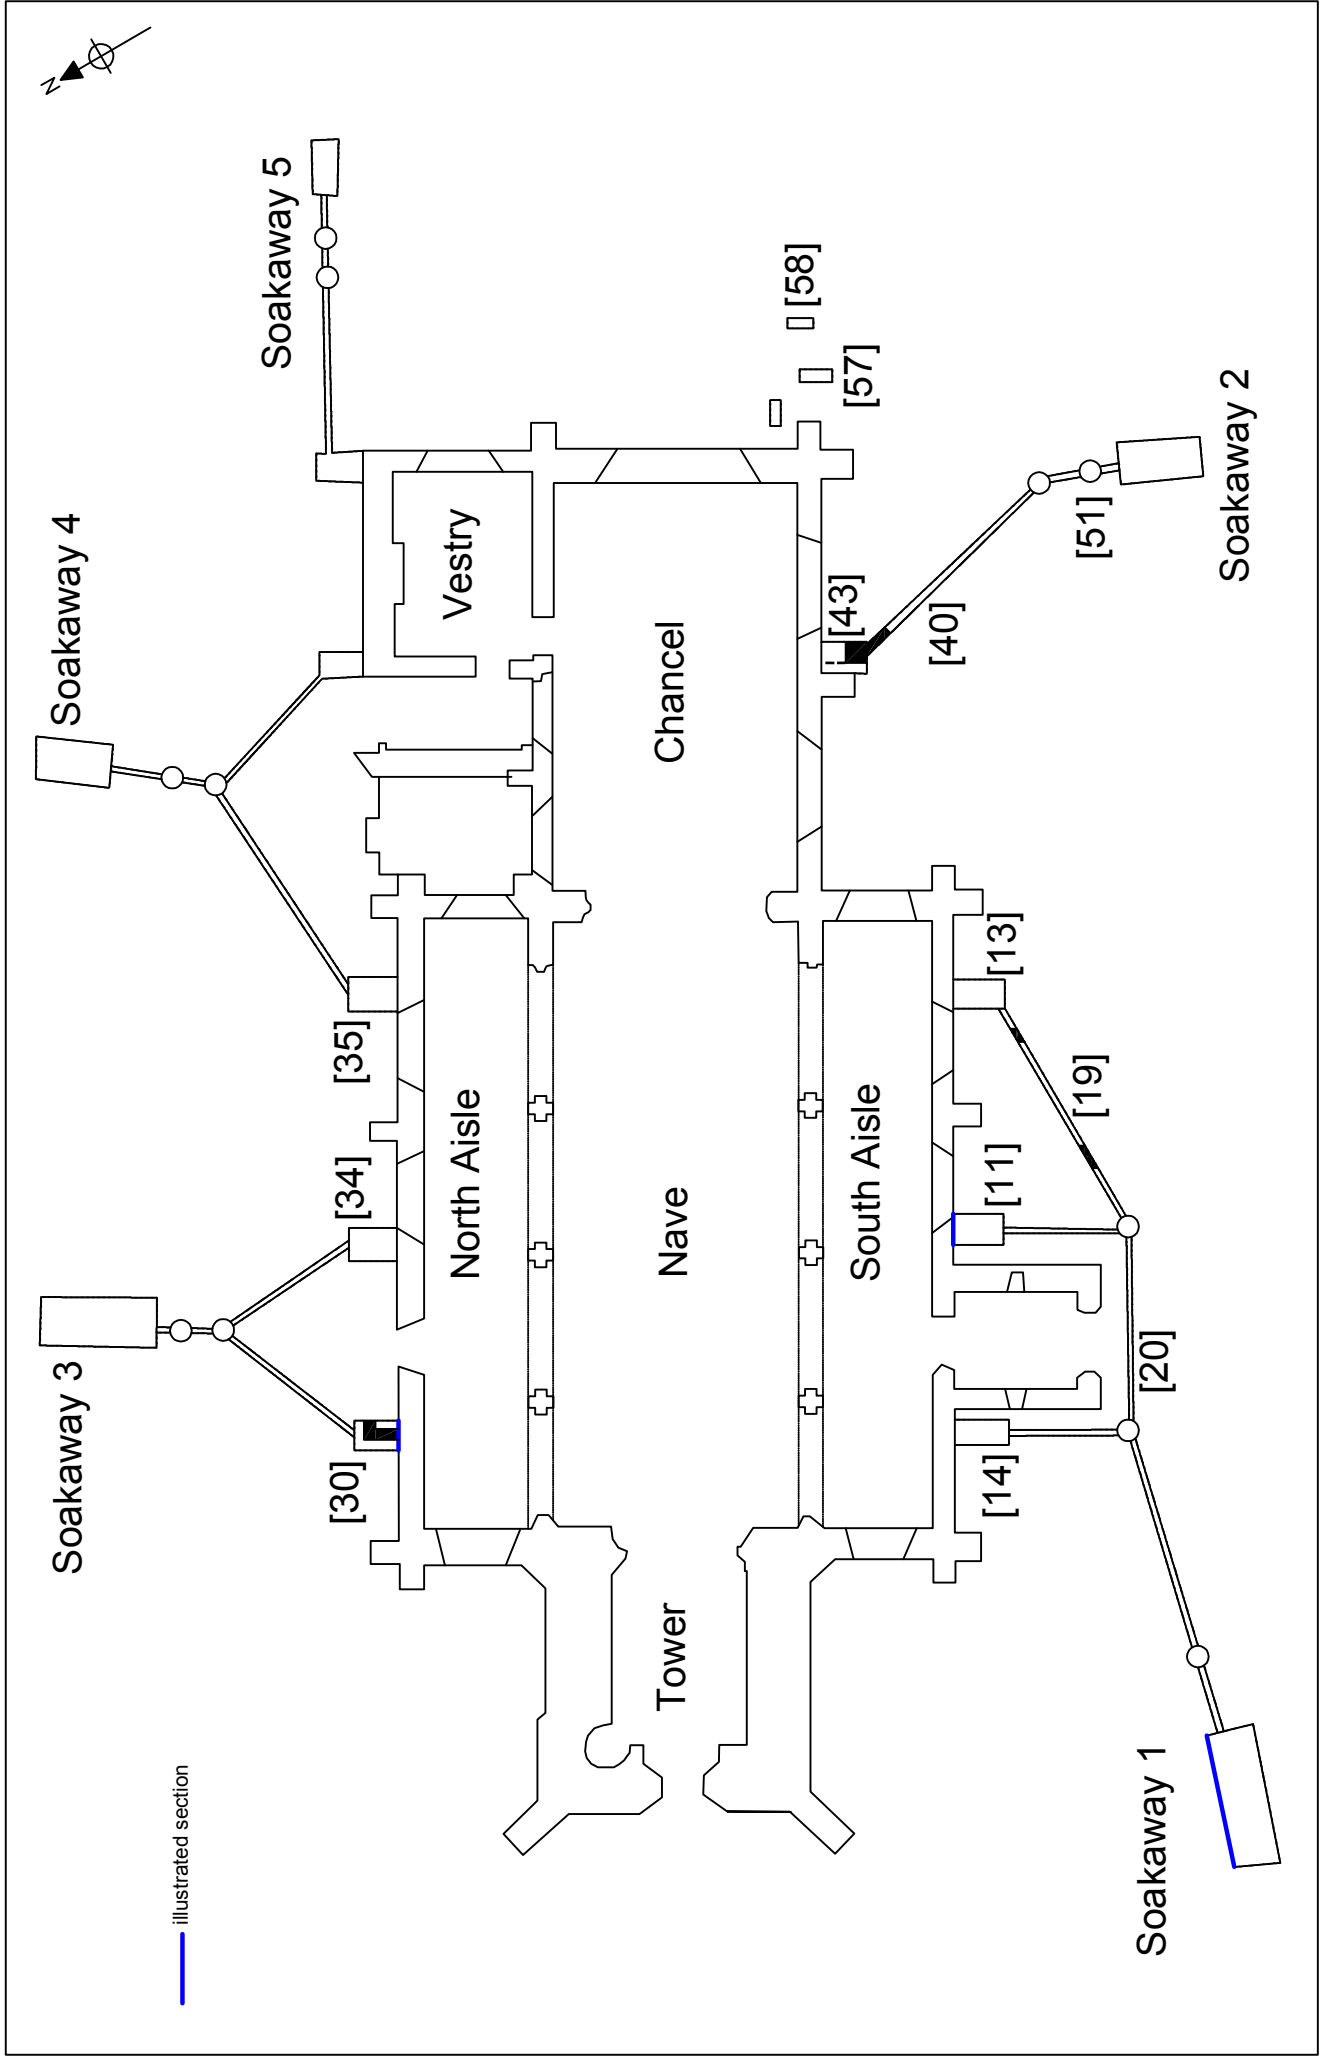 N
Soakaway 5
Soakaway 4
[58]
[57]
Vestry
Soakaway 2
[51]
[43]
[40]
Chancel
[35]
[13]
[19]
North Aisle
South Aisle
[34]
[11]
Nave
Soakaway 3
[20]
[30]
[14]
Tower
Soakaway 1
illustrated section